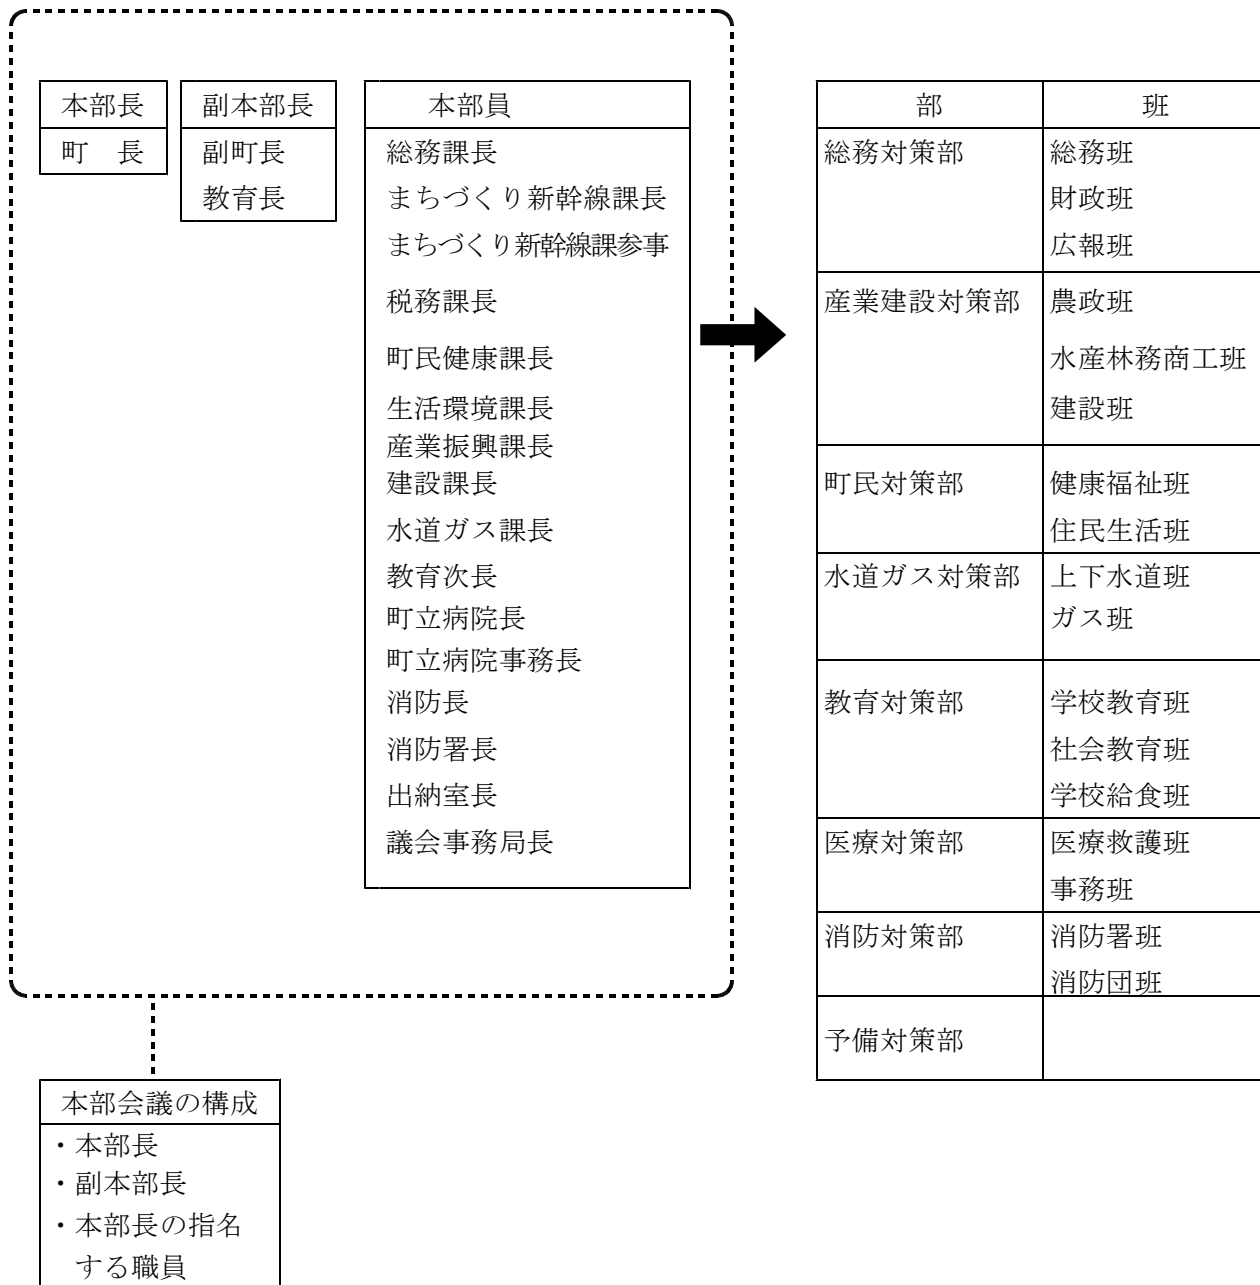 本部長
町　長
副本部長
副町長
教育長
本部員
総務課長
まちづくり新幹線課長
まちづくり新幹線課参事
税務課長
町民健康課長
生活環境課長
産業振興課長
建設課長
水道ガス課長
教育次長
町立病院長
町立病院事務長
消防長
消防署長
出納室長
議会事務局長
部　班
総務対策部　総務班
財政班
広報班
産業建設対策部　農政班
水産林務商工班
建設班
町民対策部　健康福祉班
住民生活班
水道ガス対策部　上下水道班
ガス班
教育対策部　学校教育班
社会教育班
学校給食班
医療対策部　医療救護班
事務班
消防対策部　消防署班
消防団班
予備対策部
本部会議の構成
・本部長
・副本部長
・本部長の指名
する職員